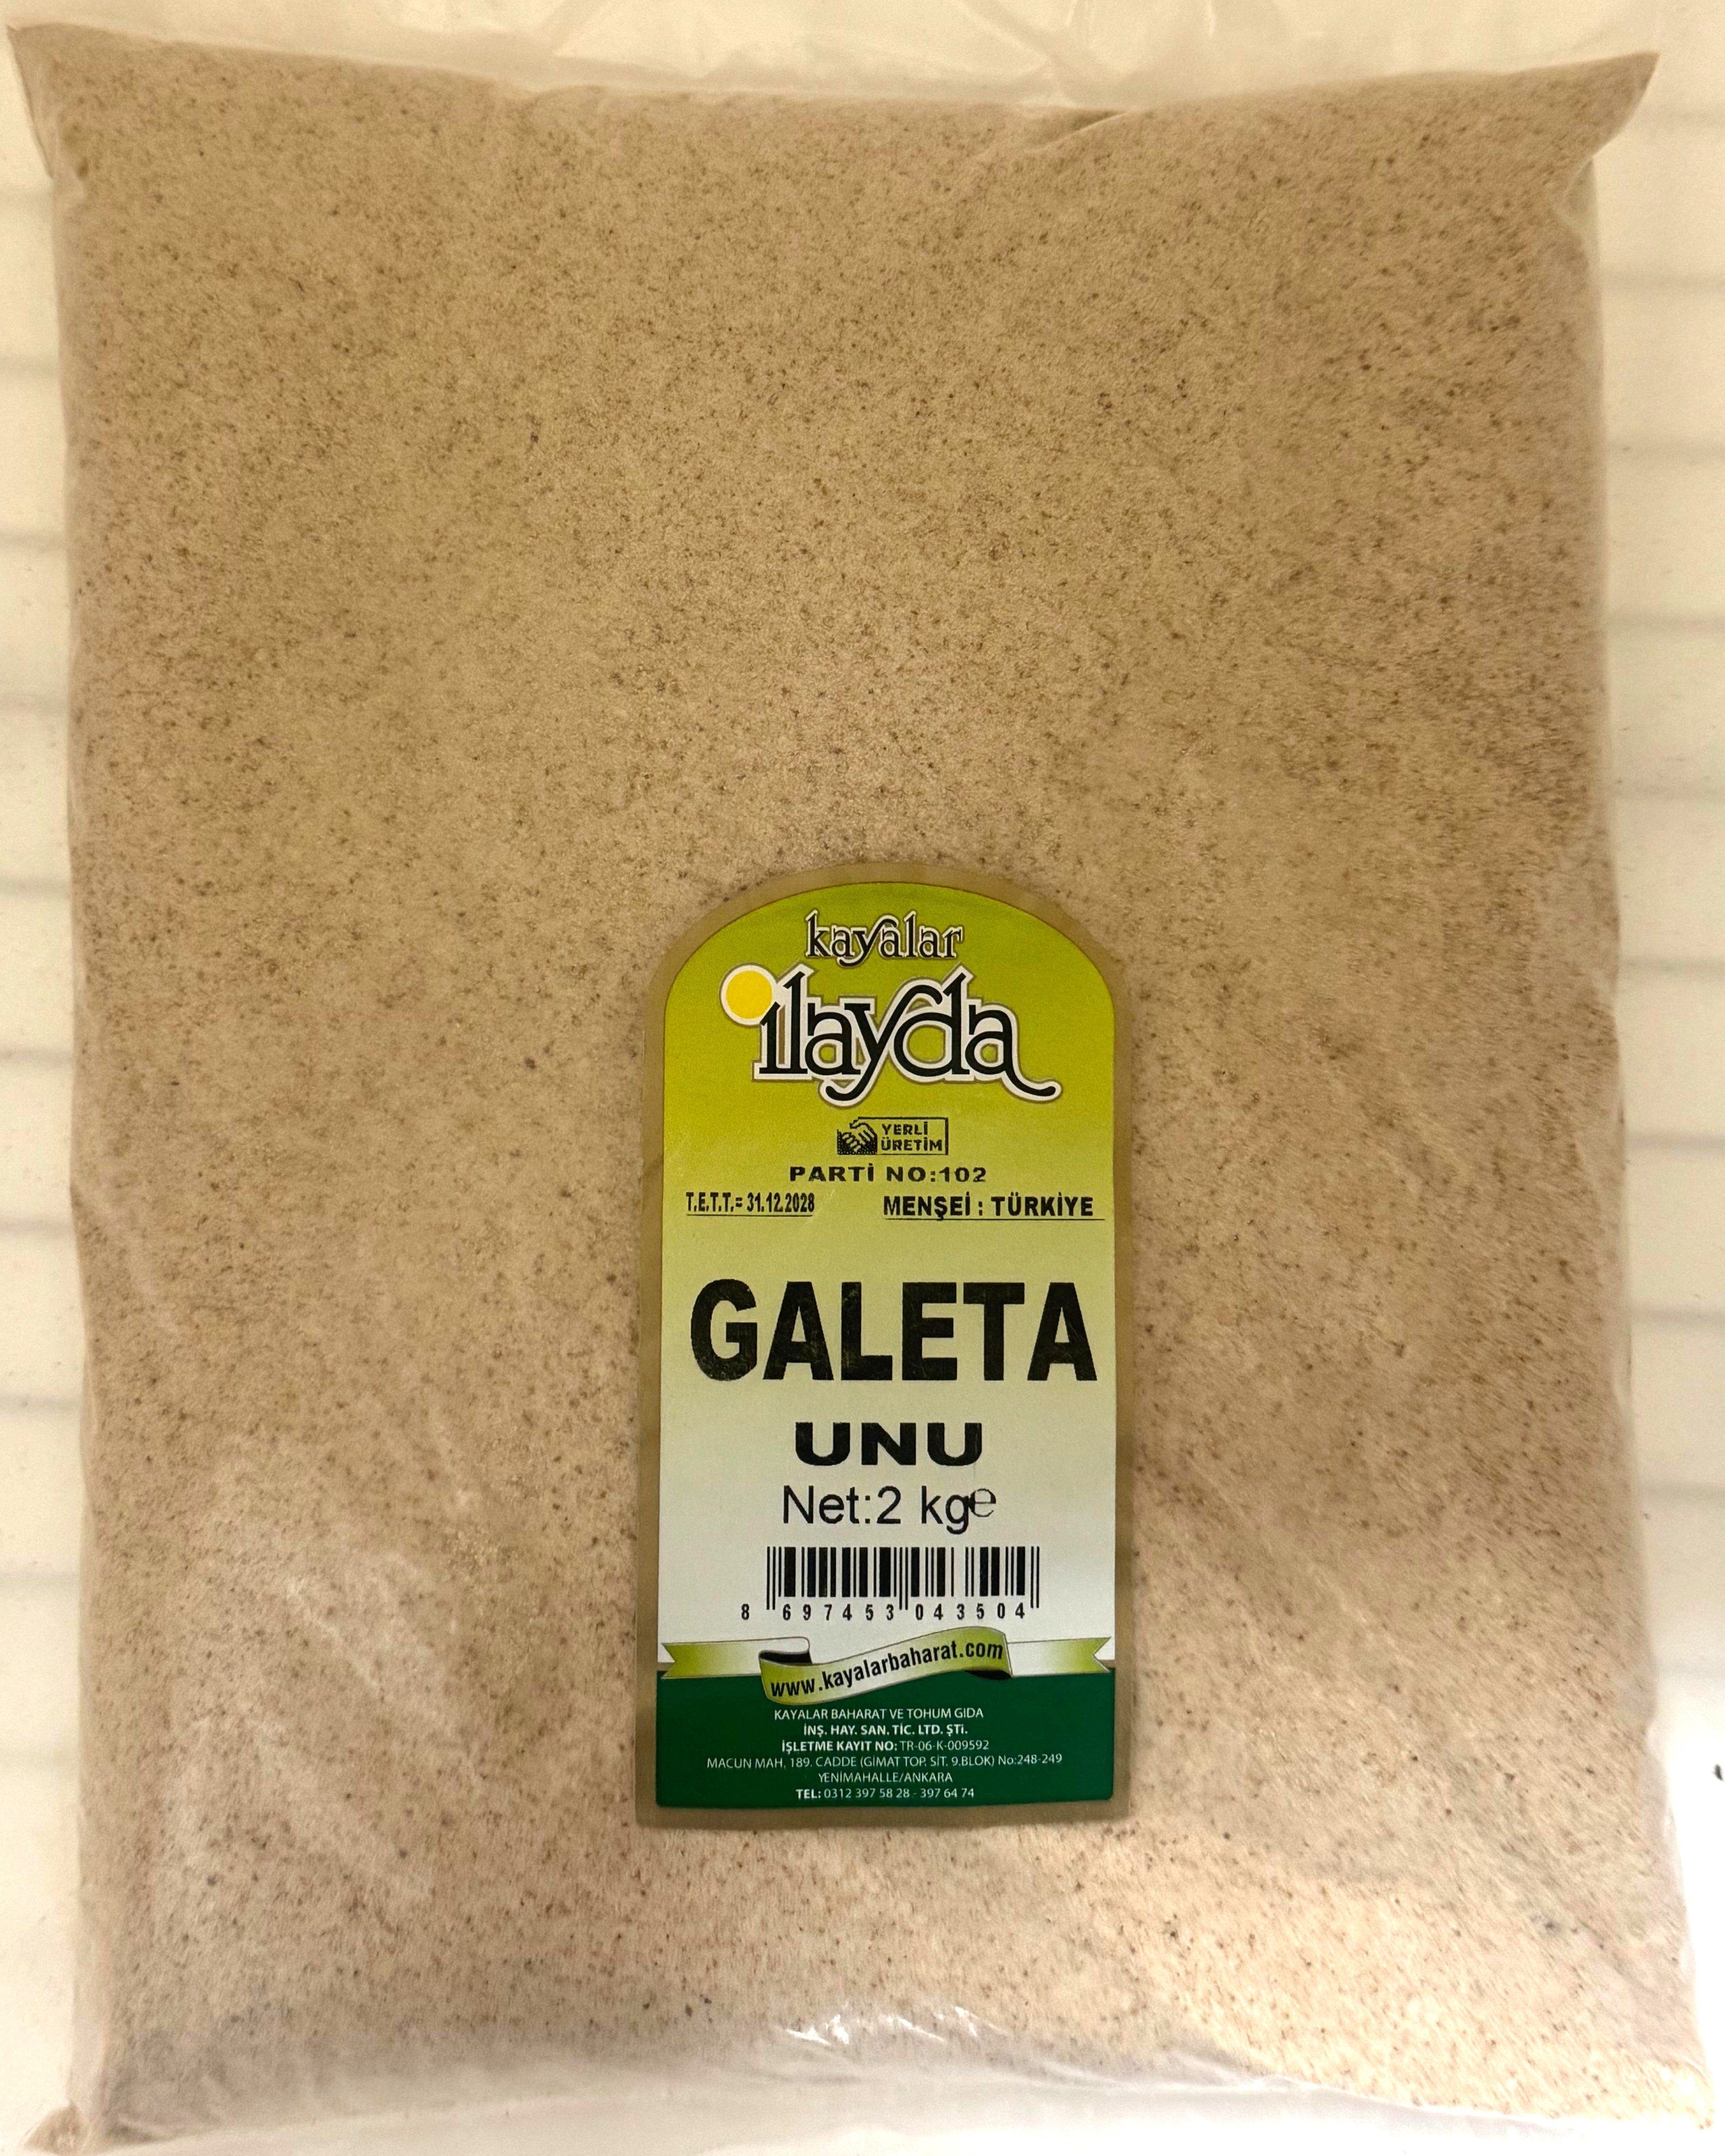 kayalar
ilayda
YERLİ
ÜRETİM
PARTİ NO:102
T.E.T.T.= 31.12.2028 MENŞEİ : TÜRKİYE
GALETA
UNU
Net:2 kg℮
8 697453 043504
www.kayalarbaharat.com
KAYALAR BAHARAT VE TOHUM GIDA
İNŞ. HAY. SAN. TİC. LTD. ŞTi.
İŞLETME KAYIT NO: TR-06-K-009592
MACUN MAH, 189. CADDE (GİMAT TOP. SİT. 9.BLOK) No:248-249
YENİMAHALLE/ANKARA
TEL: 0312 397 58 28 - 397 64 74